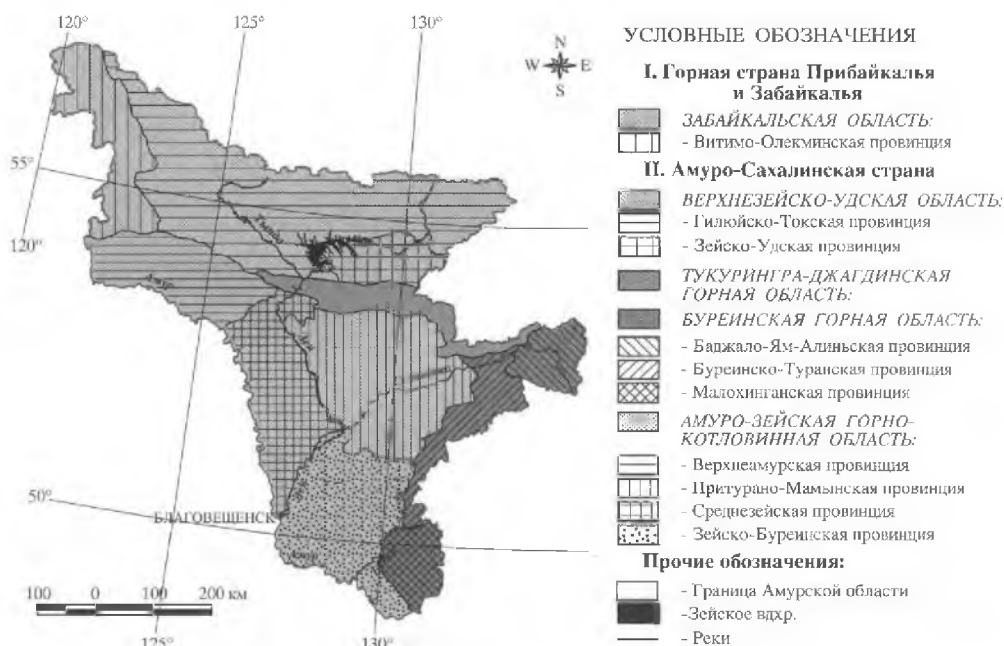 120°
125°
130°
N
W E
S
55°
120°
50°
БЛАГОВЕЩЕНСК
100 0 100 200 км
125°
130°
УСЛОВНЫЕ ОБОЗНАЧЕНИЯ
I. Горная страна Прибайкалья
и Забайкалья
ЗАБАЙКАЛЬСКАЯ ОБЛАСТЬ:
- Витимо-Олекминская провинция
II. Амуро-Сахалинская страна
ВЕРХНЕЗЕЙСКО-УДСКАЯ ОБЛАСТЬ:
- Гилюйско-Токская провинция
- Зейско-Удская провинция
ТУКУРИНГРА-ДЖАГДИНСКАЯ
ГОРНАЯ ОБЛАСТЬ:
БУРЕИНСКАЯ ГОРНАЯ ОБЛАСТЬ:
- Баджало-Ям-Алиньская провинция
- Буреинско-Туранская провинция
- Малохинганская провинция
АМУРО-ЗЕЙСКАЯ ГОРНО-
КОТЛОВИННАЯ ОБЛАСТЬ:
- Верхнеамурская провинция
- Притурано-Мамынская провинция
- Среднезейская провинция
- Зейско-Буреинская провинция
Прочие обозначения:
- Граница Амурской области
-Зейское вдхр.
- Реки